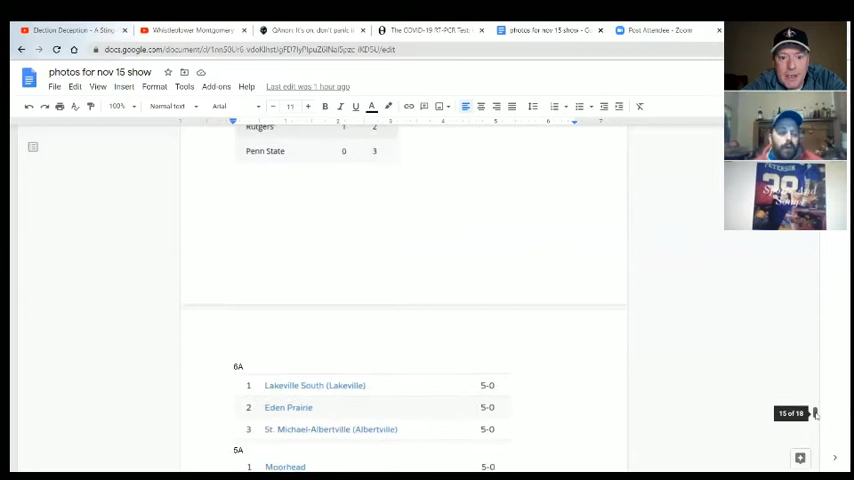 Election Deception - A Sting
Whistleblower Montgomery
QAnon: It's on, don't panic if
The COVID-19 RT-PCR Test:
photos for nov 15 show - G
Post Attendee - Zoom
photos for nov 15 show
File Edit View Insert Format Tools Add-ons Help Last edit was 1 hour ago
100% Normal text Arial 11 B I U A
Rutgers 1 2
Penn State 0 3
6A
1 Lakeville South (Lakeville) 5-0
2 Eden Prairie 5-0
3 St. Michael-Albertville (Albertville) 5-0
5A
1 Moorhead 5-0
15 of 18
PETERSON
28